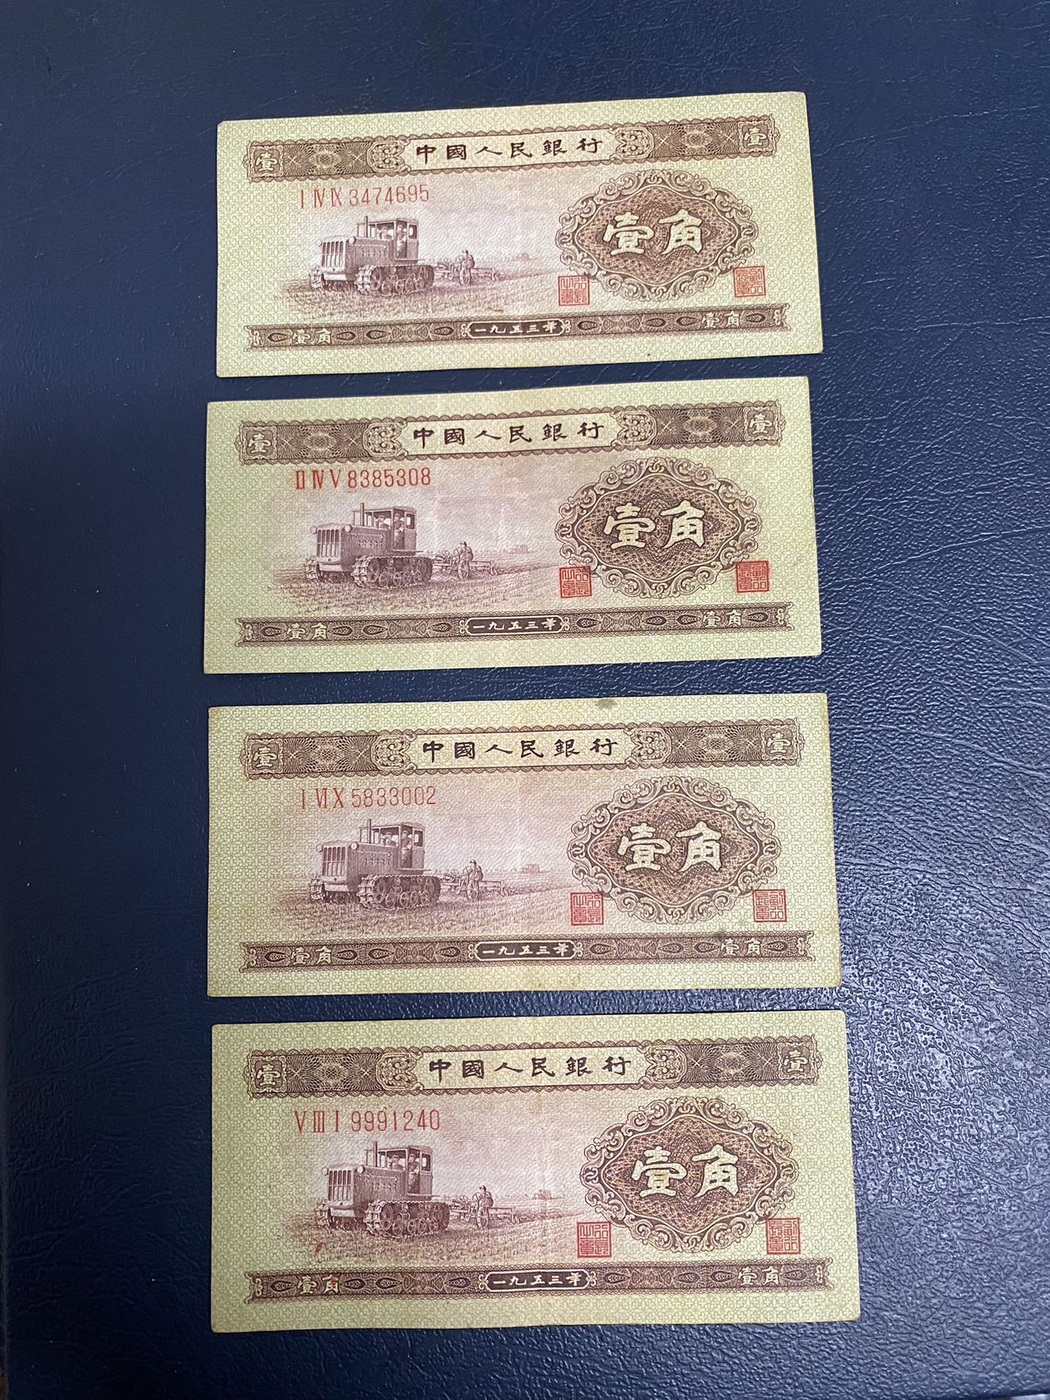 壹 中國人民銀行 壹
I IV IX 3474695
壹角
壹角 一九五三年 壹角
壹 中國人民銀行 壹
II IV V 8385308
壹角
壹角 一九五三年 壹角
壹 中國人民銀行 壹
I VI X 5833002
壹角
壹角 一九五三年 壹角
壹 中國人民銀行 壹
V III I 9991240
壹角
壹角 一九五三年 壹角